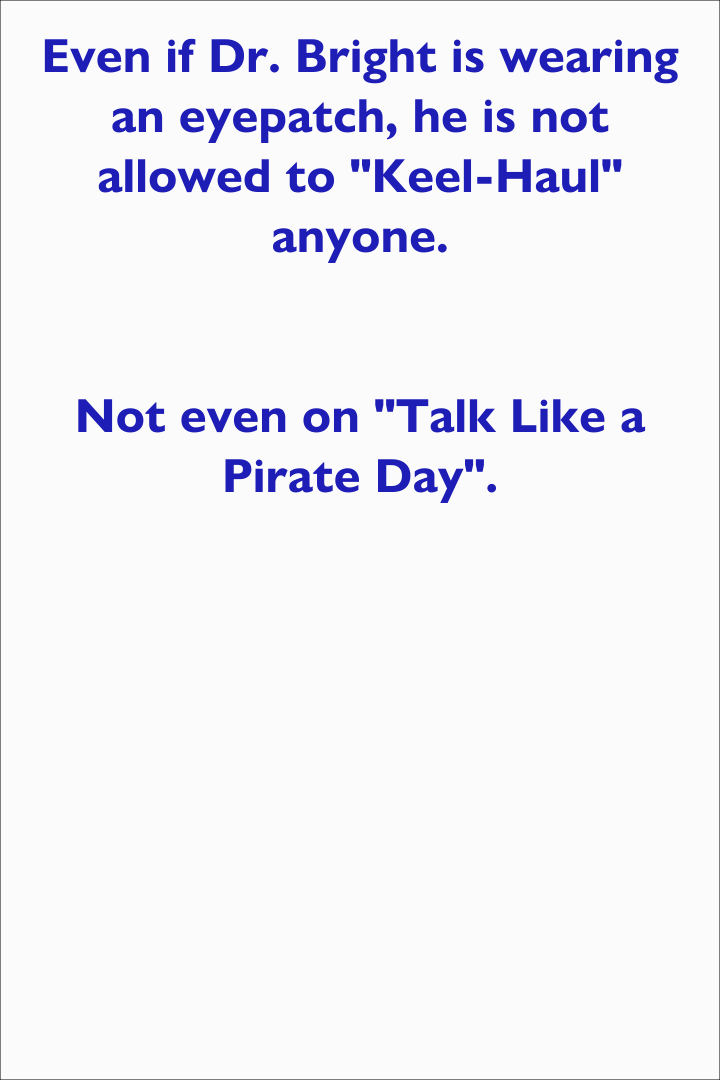 Even if Dr. Bright is wearing
an eyepatch, he is not
allowed to "Keel-Haul"
anyone.
Not even on "Talk Like a
Pirate Day".